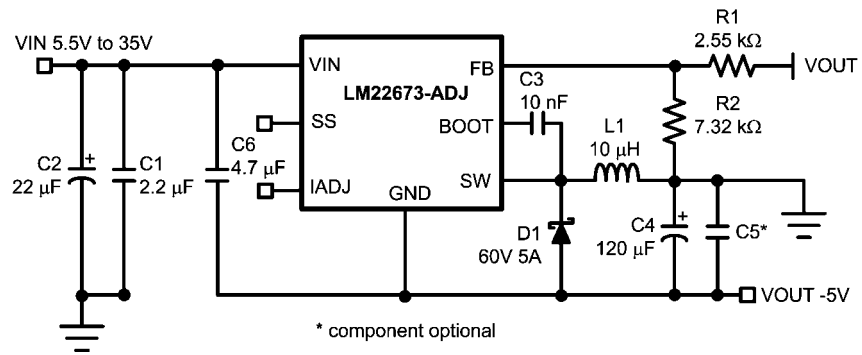 VIN 5.5V to 35V
VIN
FB
LM22673-ADJ
SS
BOOT
IADJ
SW
GND
C2
+
22 μF
C1
2.2 μF
C6
4.7 μF
C3
10 nF
R1
2.55 kΩ
VOUT
R2
7.32 kΩ
L1
10 μH
D1
60V 5A
C4
+
120 μF
C5*
VOUT -5V
* component optional